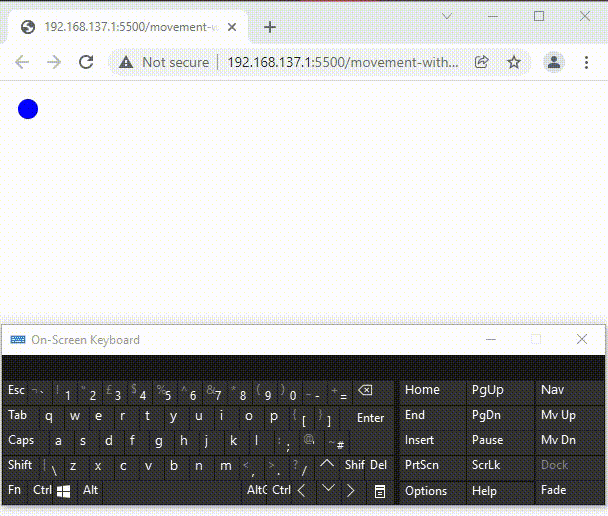 192.168.137.1:5500/movement-w
Not secure | 192.168.137.1:5500/movement-with...
On-Screen Keyboard
Esc ¬ ` ! 1 " 2 £ 3 $ 4 % 5 ^ 6 & 7 * 8 ( 9 ) 0 _ - + = Home PgUp Nav
Tab q w e r t y u i o p { [ } ] Enter End PgDn Mv Up
Caps a s d f g h j k l : ; @ ' ~ # Insert Pause Mv Dn
Shift | \ z x c v b n m < , > . ? / Shif Del PrtScn ScrLk Dock
Fn Ctrl Alt AltG Ctrl Options Help Fade